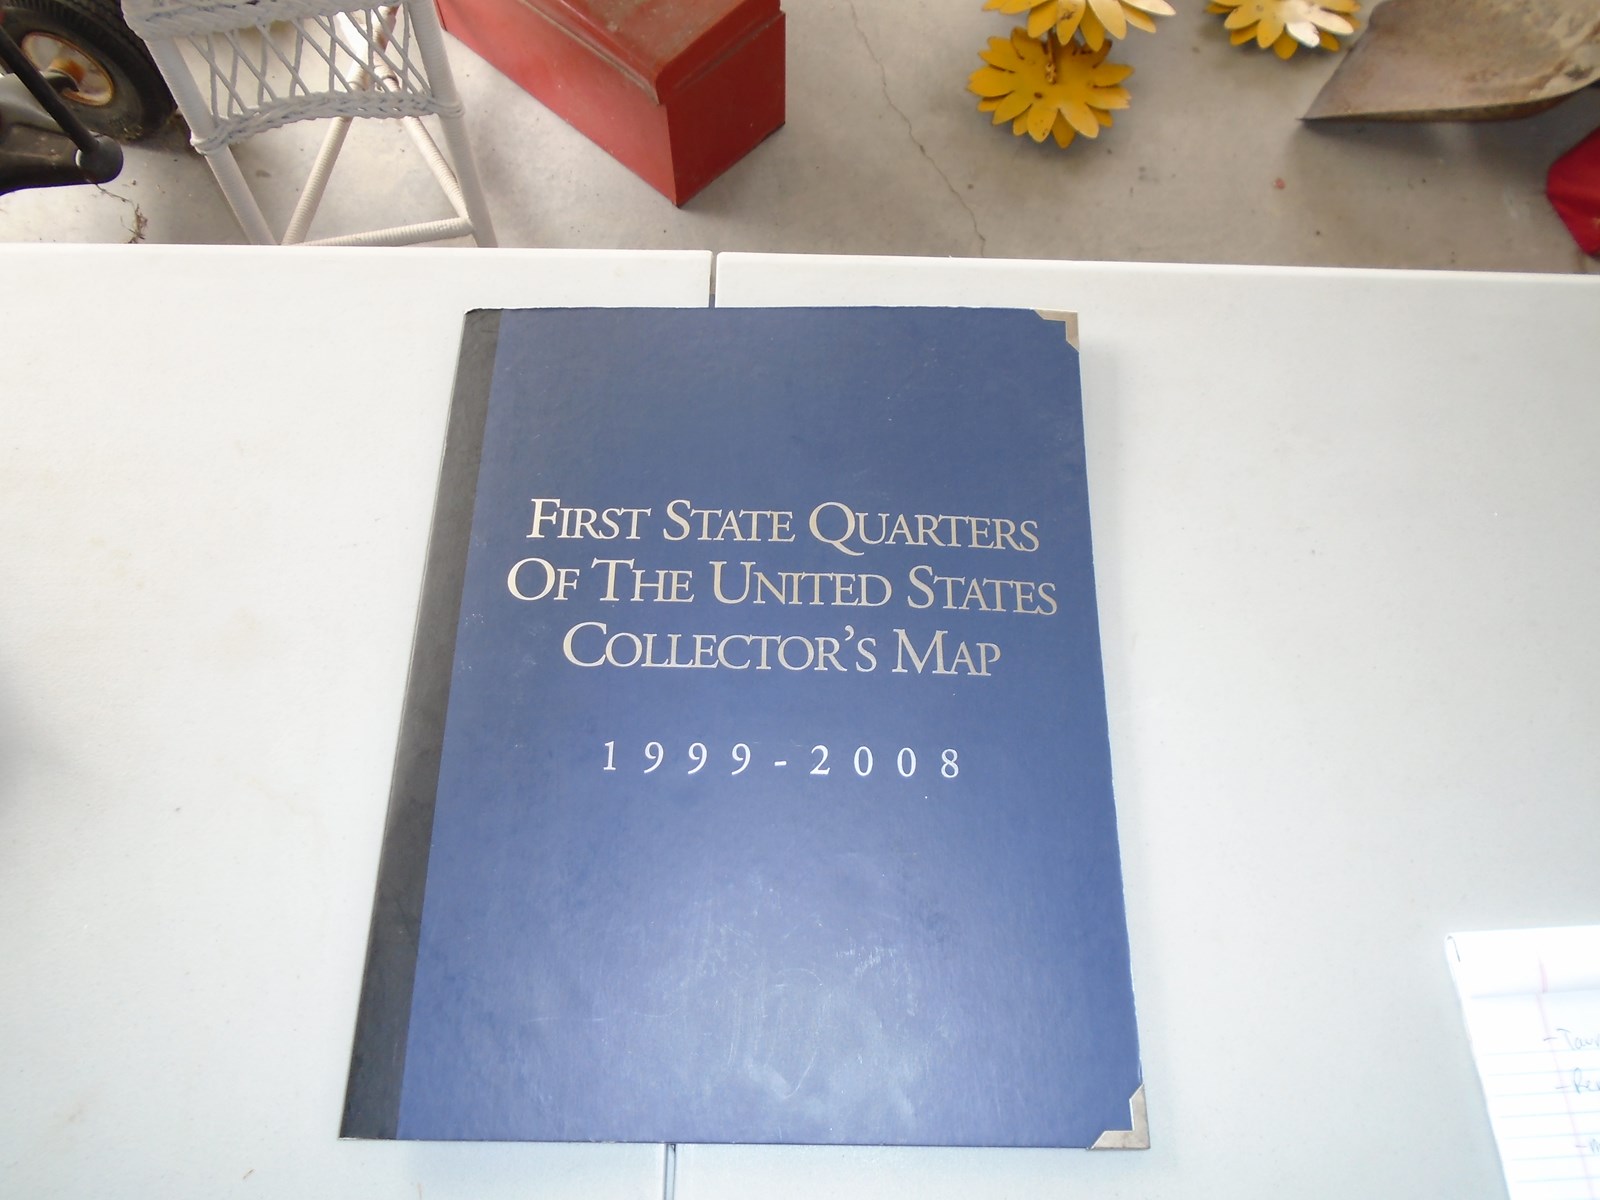 First State Quarters
Of The United States
Collector's Map
1999-2008